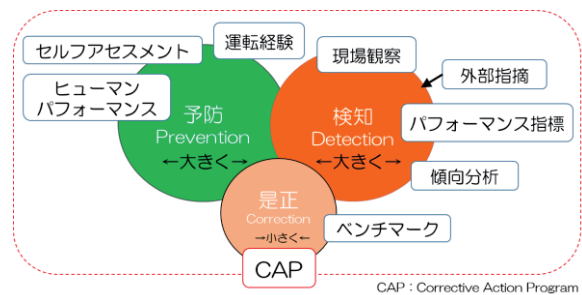 セルフアセスメント
運転経験
現場観察
外部指摘
ヒューマン
パフォーマンス
予防
Prevention
←大きく→
検知
Detection
←大きく→
パフォーマンス指標
傾向分析
是正
Correction
→小さく←
ベンチマーク
CAP
CAP：Corrective Action Program